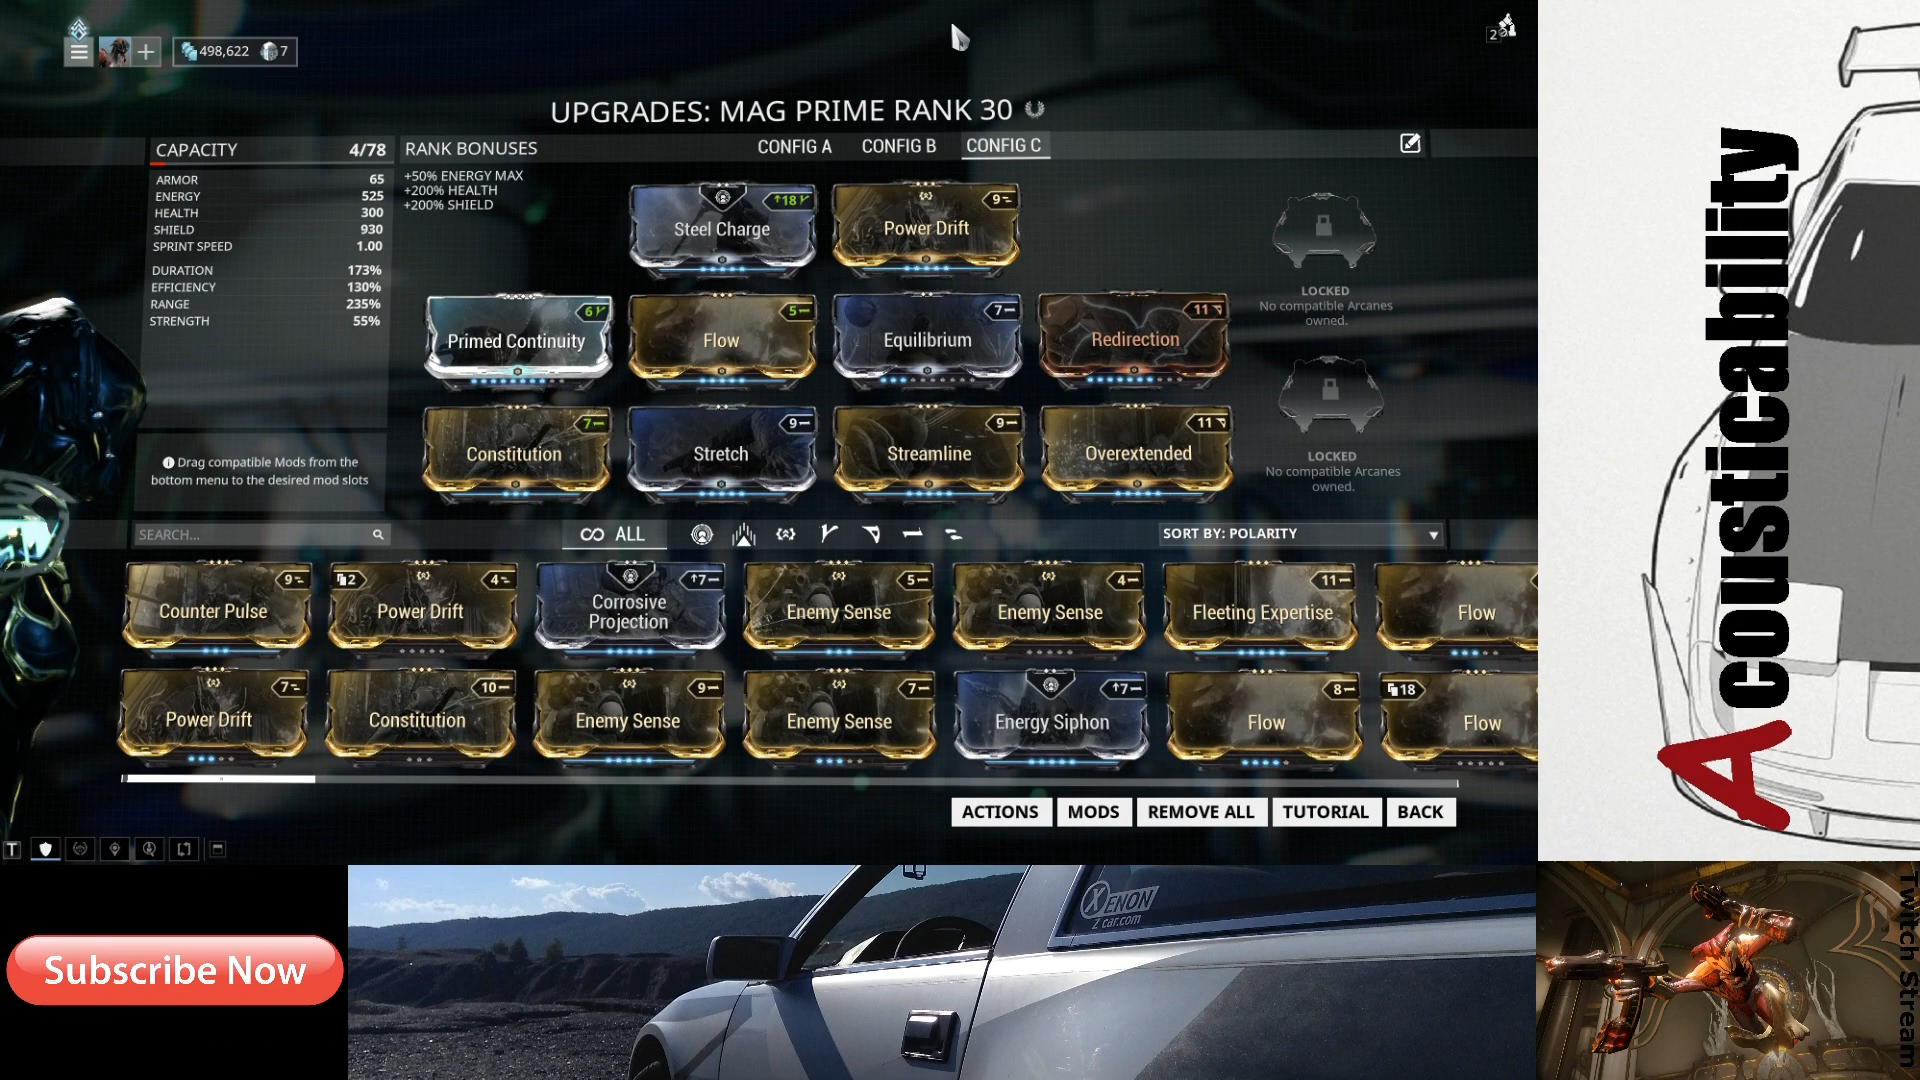 498,622 7
2
UPGRADES: MAG PRIME RANK 30
CAPACITY 4/78
RANK BONUSES
CONFIG A CONFIG B CONFIG C
ARMOR 65
ENERGY 525
HEALTH 300
SHIELD 930
SPRINT SPEED 1.00
DURATION 173%
EFFICIENCY 130%
RANGE 235%
STRENGTH 55%
+50% ENERGY MAX
+200% HEALTH
+200% SHIELD
18 9
Steel Charge Power Drift
6 5 7 11
Primed Continuity Flow Equilibrium Redirection
7 9 9 11
Constitution Stretch Streamline Overextended
LOCKED
No compatible Arcanes
owned.
LOCKED
No compatible Arcanes
owned.
Drag compatible Mods from the
bottom menu to the desired mod slots
SEARCH...
ALL
SORT BY: POLARITY
9 2 4 7 5 4 11
Counter Pulse Power Drift Corrosive Projection Enemy Sense Enemy Sense Fleeting Expertise Flow
7 10 9 7 7 8 18
Power Drift Constitution Enemy Sense Enemy Sense Energy Siphon Flow Flow
ACTIONS MODS REMOVE ALL TUTORIAL BACK
T
Acousticability
Subscribe Now
XENON
Z car.com
Twitch Stream